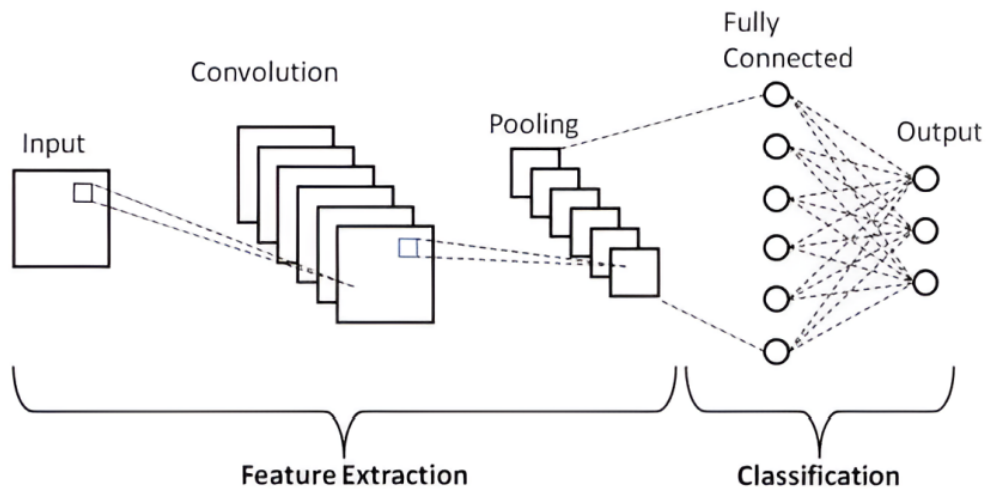 Input
Convolution
Pooling
Fully
Connected
Output
Feature Extraction
Classification